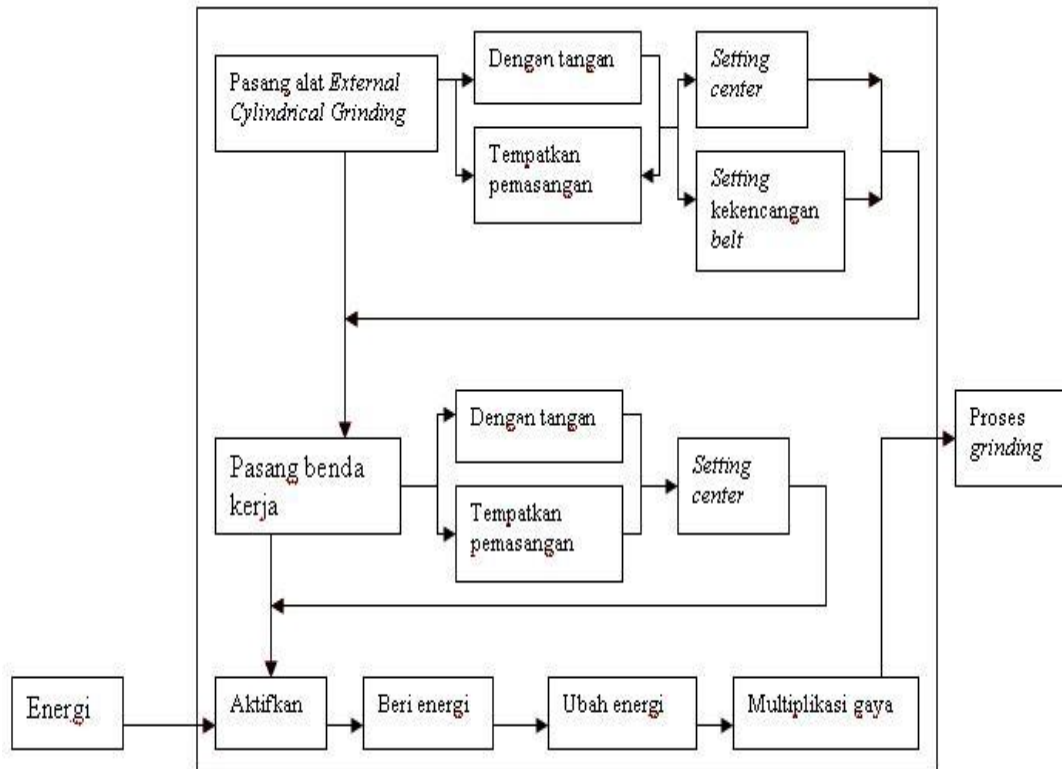 Pasang alat External
Cylindrical Grinding
Dengan tangan
Tempatkan
pemasangan
Setting
center
Setting
kekencangan
belt
Pasang benda
kerja
Dengan tangan
Tempatkan
pemasangan
Setting
center
Proses
grinding
Energi
Aktifkan
Beri energi
Ubah energi
Multiplikasi gaya